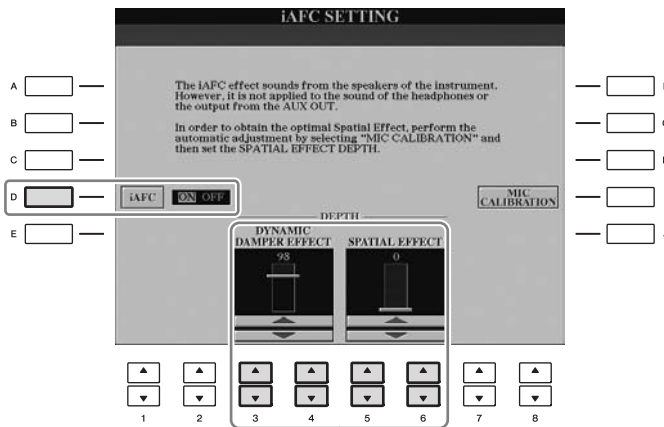 iAFC SETTING
The iAFC effect sounds from the speakers of the instrument.
However, it is not applied to the sound of the headphones or
the output from the AUX OUT.
In order to obtain the optimal Spatial Effect, perform the
automatic adjustment by selecting "MIC CALIBRATION" and
then set the SPATIAL EFFECT DEPTH.
A
B
C
D
E
iAFC
ON OFF
MIC
CALIBRATION
DEPTH
DYNAMIC
DAMPER EFFECT
SPATIAL EFFECT
98
0
1 2 3 4 5 6 7 8